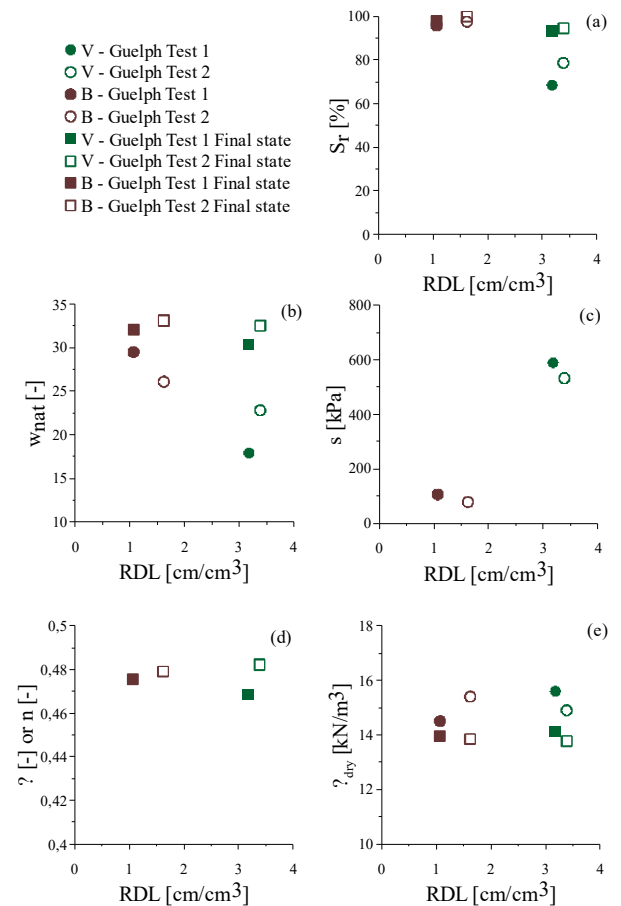 V - Guelph Test 1
V - Guelph Test 2
B - Guelph Test 1
B - Guelph Test 2
V - Guelph Test 1 Final state
V - Guelph Test 2 Final state
B - Guelph Test 1 Final state
B - Guelph Test 2 Final state
(a)
100
80
60
40
20
0
Sr [%]
0 1 2 3 4
RDL [cm/cm3]
(b)
35
30
25
20
15
10
wnat [-]
0 1 2 3 4
RDL [cm/cm3]
(c)
800
600
400
200
0
s [kPa]
0 1 2 3 4
RDL [cm/cm3]
(d)
0,5
0,48
0,46
0,44
0,42
0,4
? [-] or n [-]
0 1 2 3 4
RDL [cm/cm3]
(e)
18
16
14
12
10
?dry [kN/m3]
0 1 2 3 4
RDL [cm/cm3]